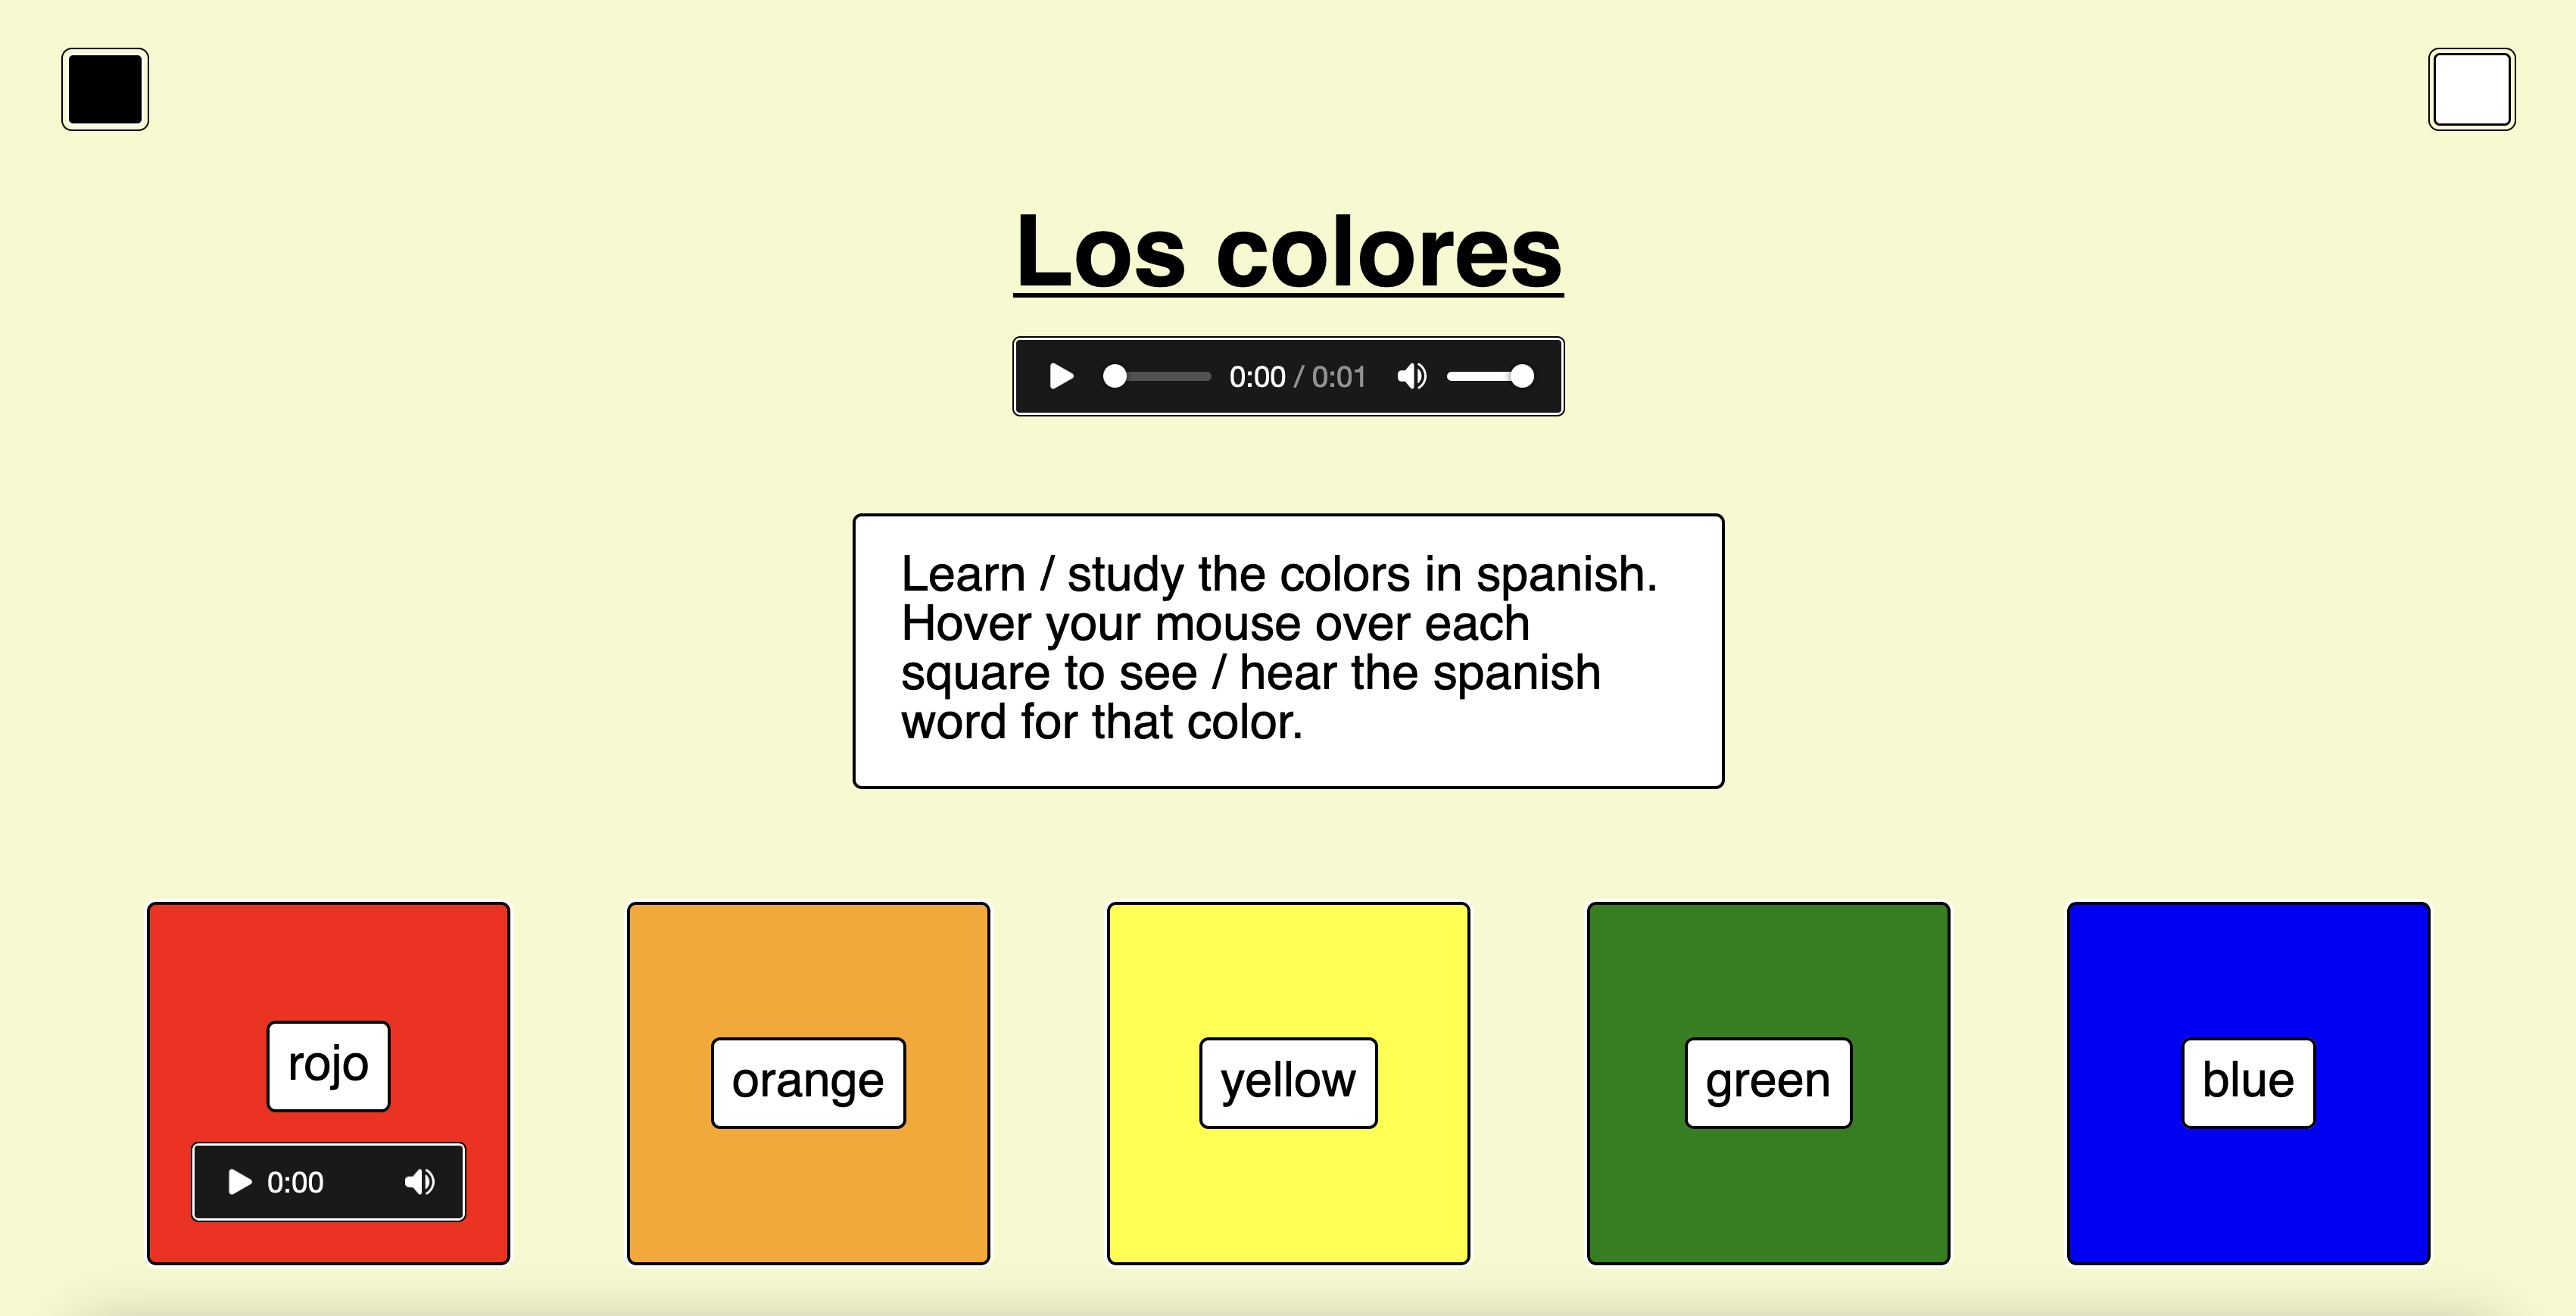 Los colores
0:00 / 0:01
Learn / study the colors in spanish.
Hover your mouse over each
square to see / hear the spanish
word for that color.
rojo
0:00
orange
yellow
green
blue